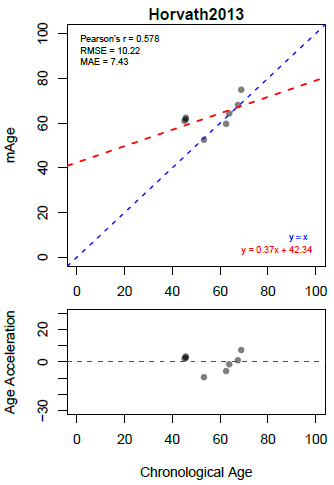 Horvath2013
Pearson's r = 0.578
RMSE = 10.22
MAE = 7.43
100
80
60
40
20
0
mAge
y = x
y = 0.37x + 42.34
0 20 40 60 80 100
Age Acceleration
20
0
−30
0 20 40 60 80 100
Chronological Age